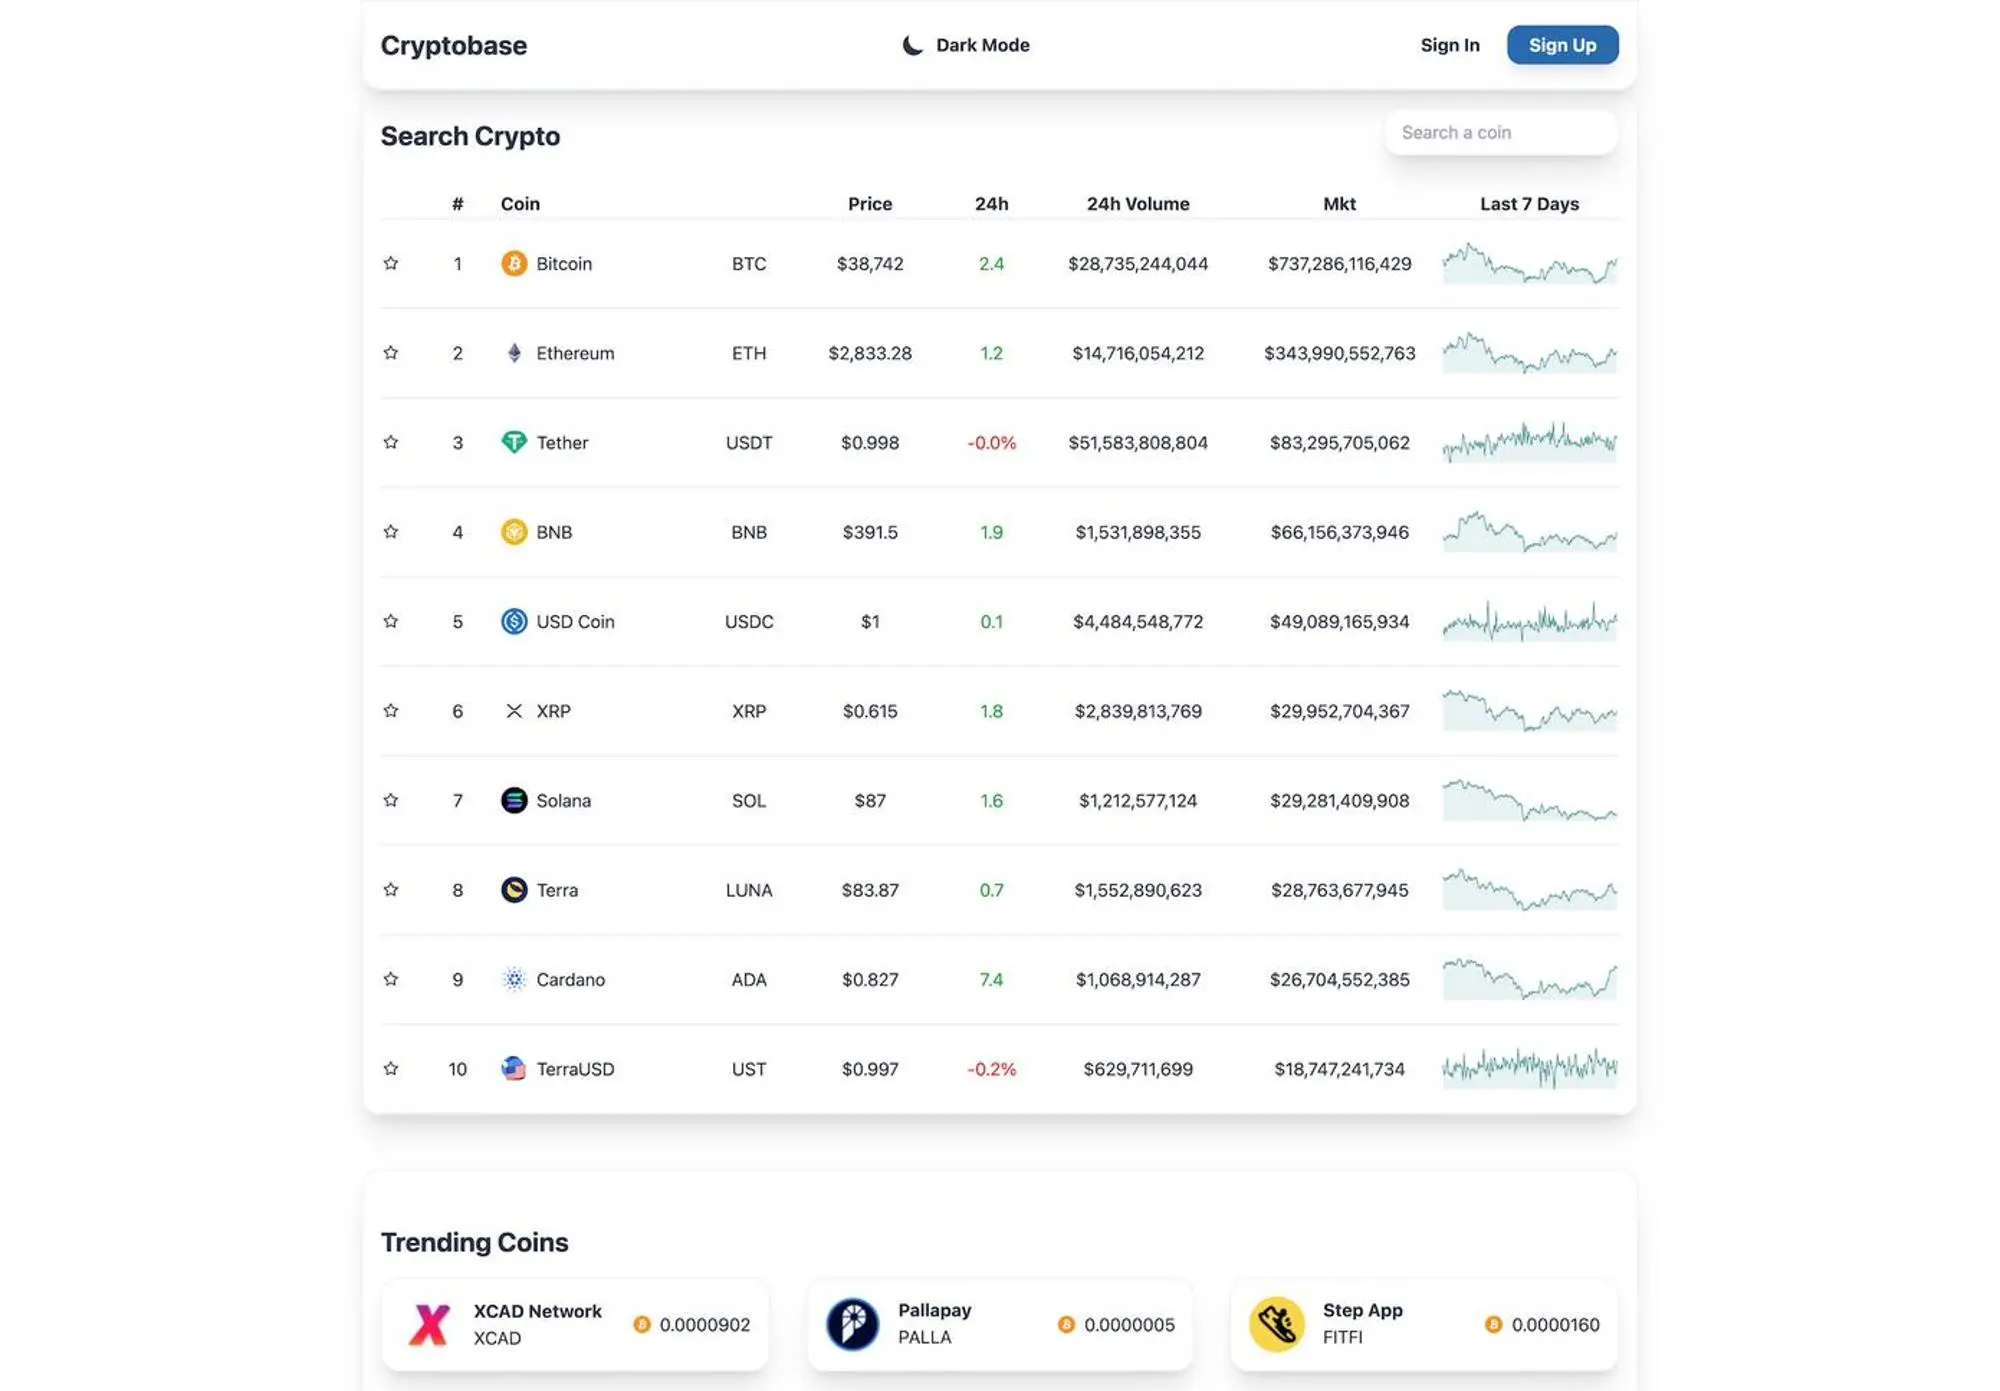 Cryptobase Dark Mode Sign In Sign Up
Search Crypto Search a coin
# Coin Price 24h 24h Volume Mkt Last 7 Days
1 Bitcoin BTC $38,742 2.4 $28,735,244,044 $737,286,116,429
2 Ethereum ETH $2,833.28 1.2 $14,716,054,212 $343,990,552,763
3 Tether USDT $0.998 -0.0% $51,583,808,804 $83,295,705,062
4 BNB BNB $391.5 1.9 $1,531,898,355 $66,156,373,946
5 USD Coin USDC $1 0.1 $4,484,548,772 $49,089,165,934
6 XRP XRP $0.615 1.8 $2,839,813,769 $29,952,704,367
7 Solana SOL $87 1.6 $1,212,577,124 $29,281,409,908
8 Terra LUNA $83.87 0.7 $1,552,890,623 $28,763,677,945
9 Cardano ADA $0.827 7.4 $1,068,914,287 $26,704,552,385
10 TerraUSD UST $0.997 -0.2% $629,711,699 $18,747,241,734
Trending Coins
XCAD Network
XCAD
0.0000902
Pallapay
PALLA
0.0000005
Step App
FITFI
0.0000160